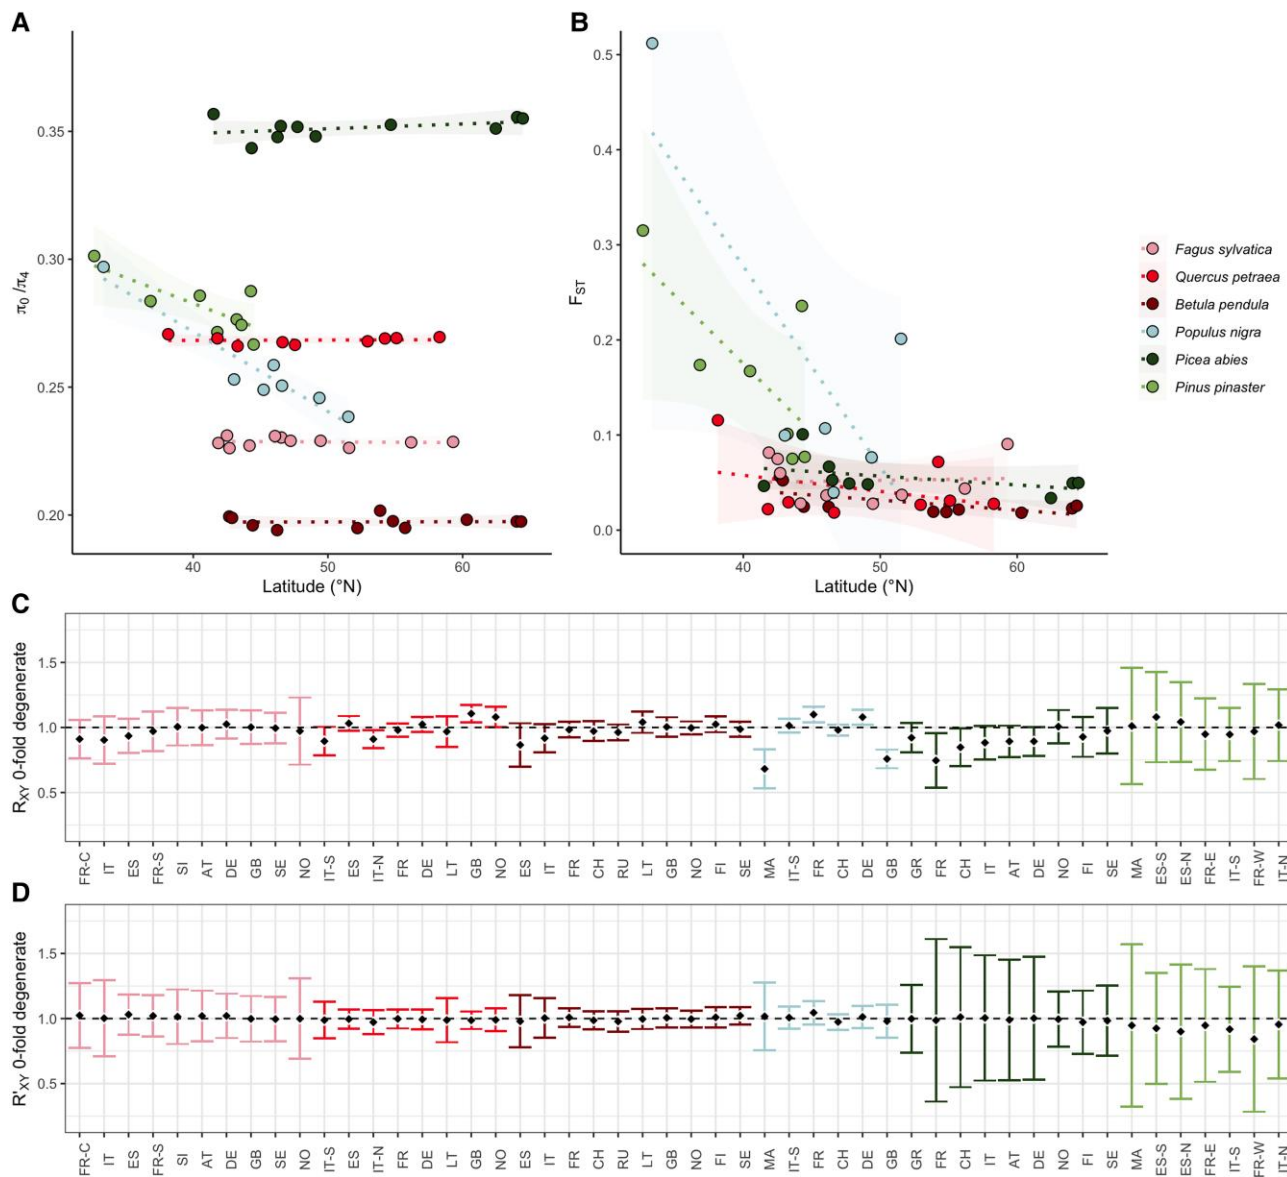 A
B
π0/π4
0.35
0.30
0.25
0.20
40
50
60
Latitude (°N)
FST
0.5
0.4
0.3
0.2
0.1
0.0
40
50
60
Latitude (°N)
Fagus sylvatica
Quercus petraea
Betula pendula
Populus nigra
Picea abies
Pinus pinaster
C
RXY 0-fold degenerate
1.5
1.0
0.5
FR-C
IT
ES
FR-S
SI
AT
DE
GB
SE
NO
IT-S
ES
IT-N
FR
DE
LT
GB
NO
ES
IT
FR
CH
RU
LT
GB
NO
FI
SE
MA
IT-S
FR
CH
DE
GB
GR
FR
CH
IT
AT
DE
NO
FI
SE
MA
ES-S
ES-N
FR-E
IT-S
FR-W
IT-N
D
R'XY 0-fold degenerate
1.5
1.0
0.5
FR-C
IT
ES
FR-S
SI
AT
DE
GB
SE
NO
IT-S
ES
IT-N
FR
DE
LT
GB
NO
ES
IT
FR
CH
RU
LT
GB
NO
FI
SE
MA
IT-S
FR
CH
DE
GB
GR
FR
CH
IT
AT
DE
NO
FI
SE
MA
ES-S
ES-N
FR-E
IT-S
FR-W
IT-N